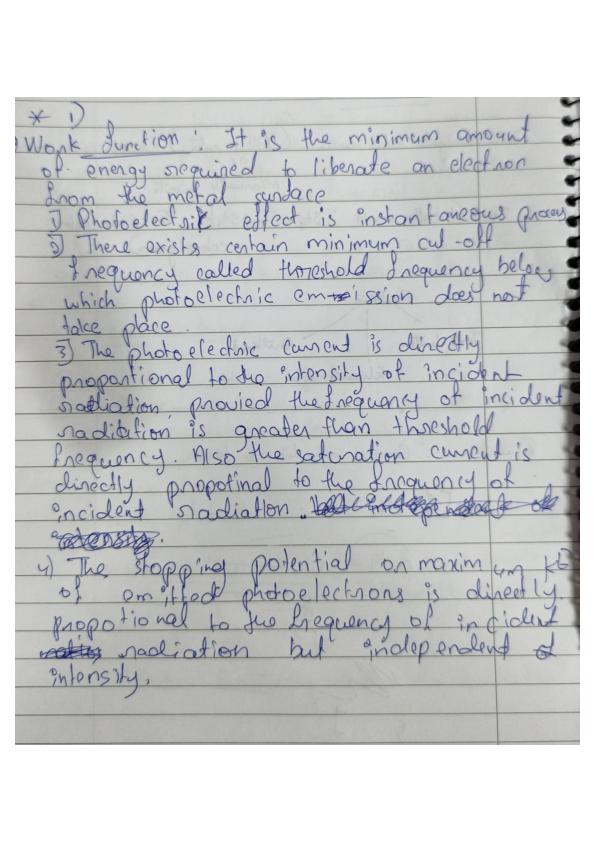 * 1)
Work function : It is the minimum amount
of energy required to liberate an electron
from the metal surface
1) Photoelectric effect is instantaneous process
2) There exists certain minimum cut-off
frequency called threshold frequency below
which photoelectric emission does not
take place.
3) The photoelectric current is directly
proportional to the intensity of incident
radiation, provied the frequency of incident
radiation is greater than threshold
frequency. Also the saturation current is
directly propotinal to the frequency of
incident radiation.
4) The stopping potential or maximum KE
of emitted photoelectrons is directly
propotional to the frequency of incident
radiation but independent of
intensity.